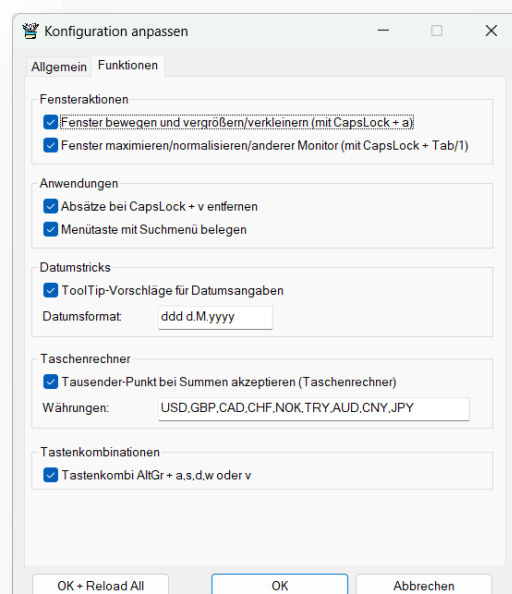 Konfiguration anpassen
Allgemein Funktionen
Fensteraktionen
Fenster bewegen und vergrößern/verkleinern (mit CapsLock + a)
Fenster maximieren/normalisieren/anderer Monitor (mit CapsLock + Tab/1)
Anwendungen
Absätze bei CapsLock + v entfernen
Menütaste mit Suchmenü belegen
Datumstricks
ToolTip-Vorschläge für Datumsangaben
Datumsformat: ddd d.M.yyyy
Taschenrechner
Tausender-Punkt bei Summen akzeptieren (Taschenrechner)
Währungen: USD,GBP,CAD,CHF,NOK,TRY,AUD,CNY,JPY
Tastenkombinationen
Tastenkombi AltGr + a,s,d,w oder v
OK + Reload All OK Abbrechen